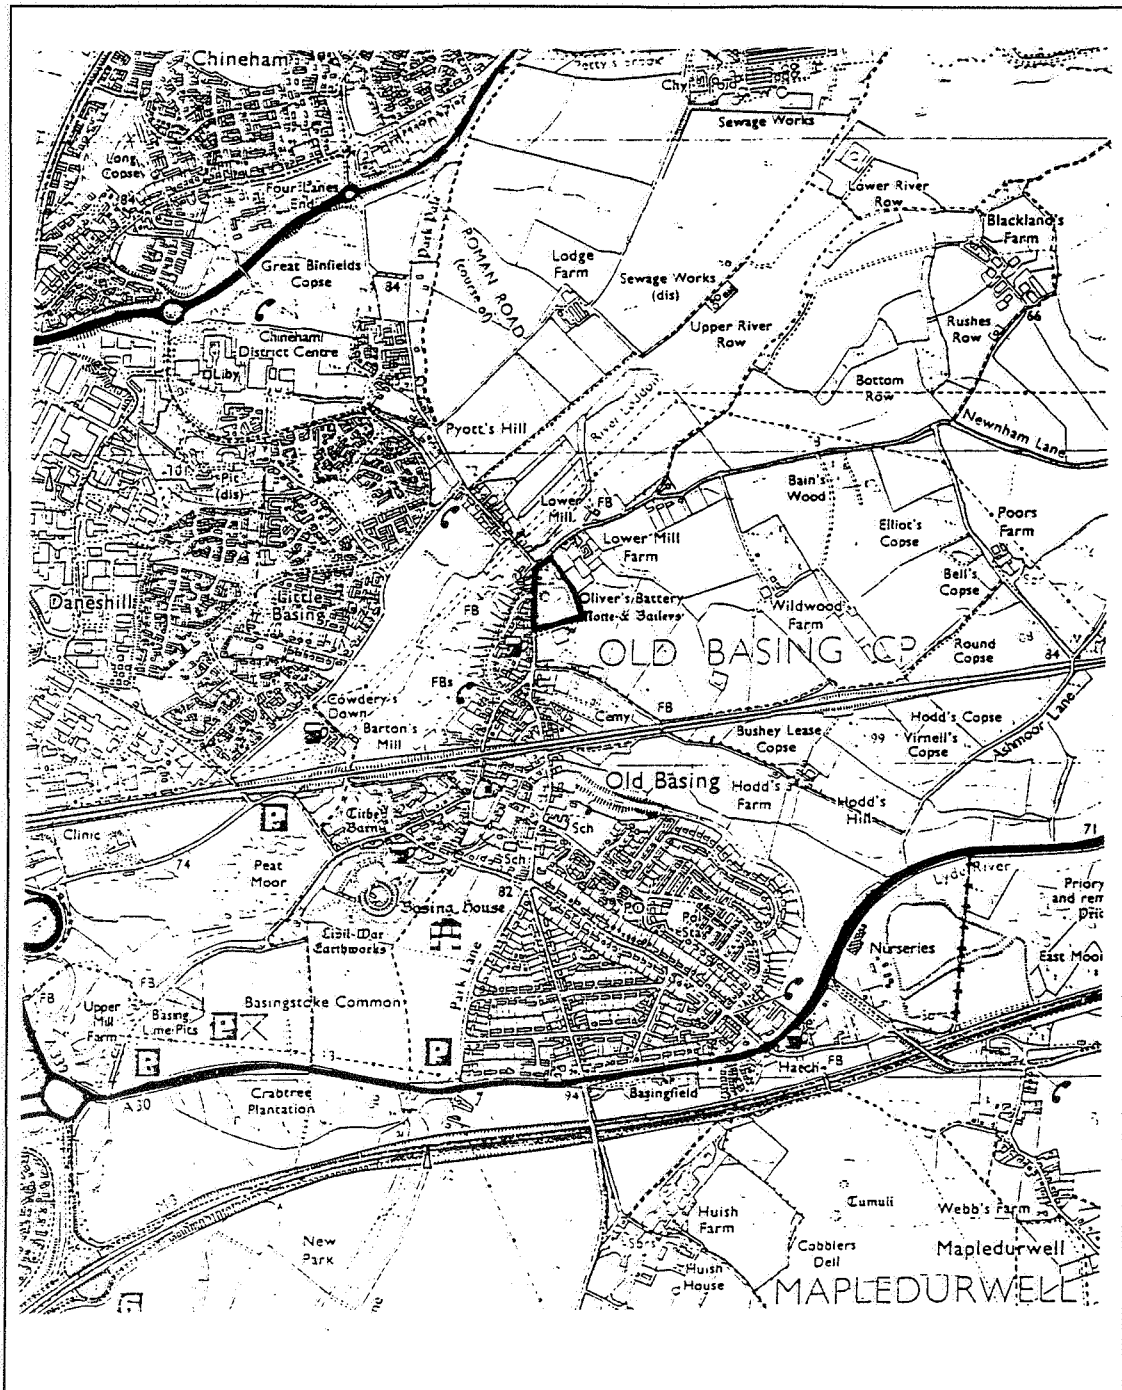 Chineham
Chy
Sewage Works
Long
Copse
84
Four Lanes
End
Lower River
Row
Blackland's
Farm
Park Pale
ROMAN ROAD
(course of)
Great Binfields
Copse
84
Lodge
Farm
Sewage Works
(dis)
Upper River
Row
Rushes
Row
66
Chineham
District Centre
Liby
Bottom
Row
Newnham Lane
Pyott's Hill
River Loddon
101
Pit
(dis)
Lower
Mill
FB
Bain's
Wood
Elliot's
Copse
Poors
Farm
Lower Mill
Farm
Bell's
Copse
Daneshill
Little
Basing
FB
Oliver's Battery
Motte & Baileys
Wildwood
Farm
OLD BASING CP
Round
Copse
84
FBs
Cowdery's
Down
Barton's
Mill
Cemy
FB
Bushey Lease
Copse
99
Hodd's Copse
Virnell's
Copse
Ashmoor Lane
Old Basing
Hodd's
Farm
Hodd's
Hill
Tithe
Barn
Sch
Clinic
74
Peat
Moor
Sch
71
Lyde River
82
Basing House
PO
Pol
Sta
Civil War
Earthworks
Priory
Nurseries
East Moor
Park Lane
FB
FB
Upper
Mill
Farm
Basing
Lime Pits
Basingstoke Common
Hatch
FB
A30
Crabtree
Plantation
94
Basingfield
M3
New
Park
Huish
Farm
Tumuli
Webb's Farm
Cobblers
Dell
Mapledurwell
Huish
House
MAPLEDURWELL